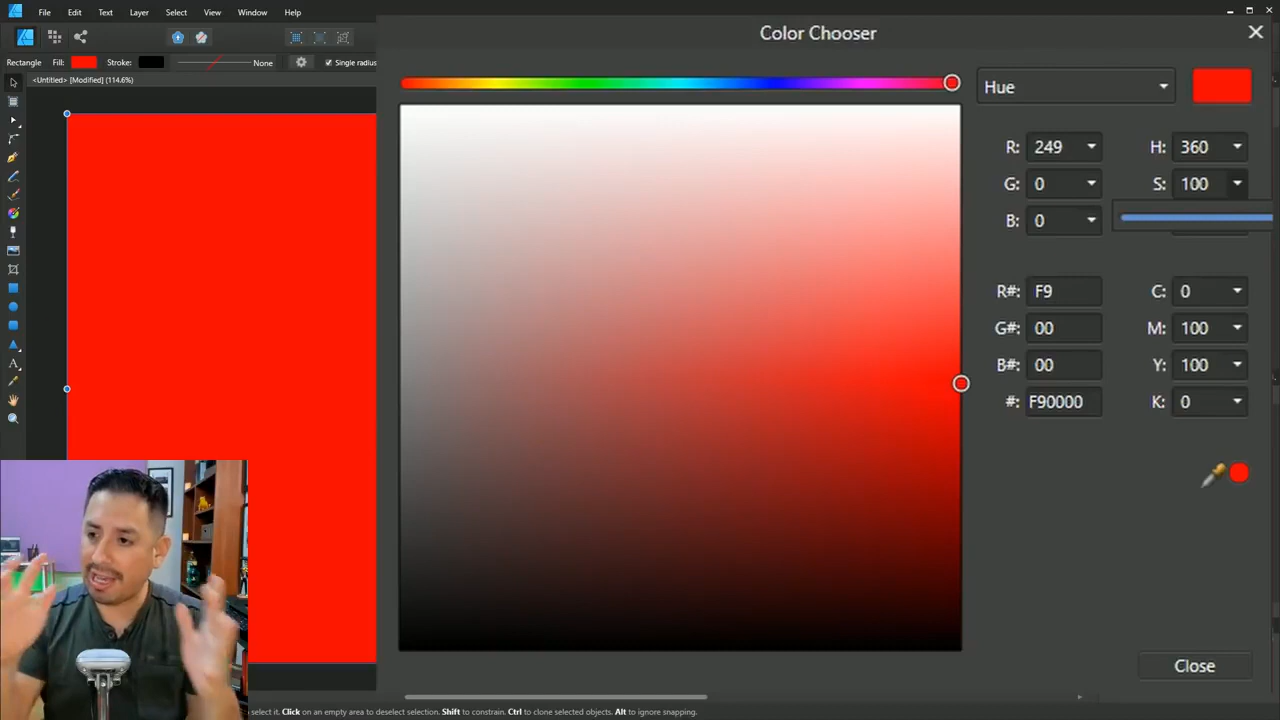 File Edit Text Layer Select View Window Help
Rectangle Fill: Stroke: None Single radius
<Untitled> [Modified] (114.6%)
Color Chooser
Hue
R: 249 H: 360
G: 0 S: 100
B: 0
R#: F9 C: 0
G#: 00 M: 100
B#: 00 Y: 100
#: F90000 K: 0
Close
select it. Click on an empty area to deselect selection. Shift to constrain. Ctrl to clone selected objects. Alt to ignore snapping.